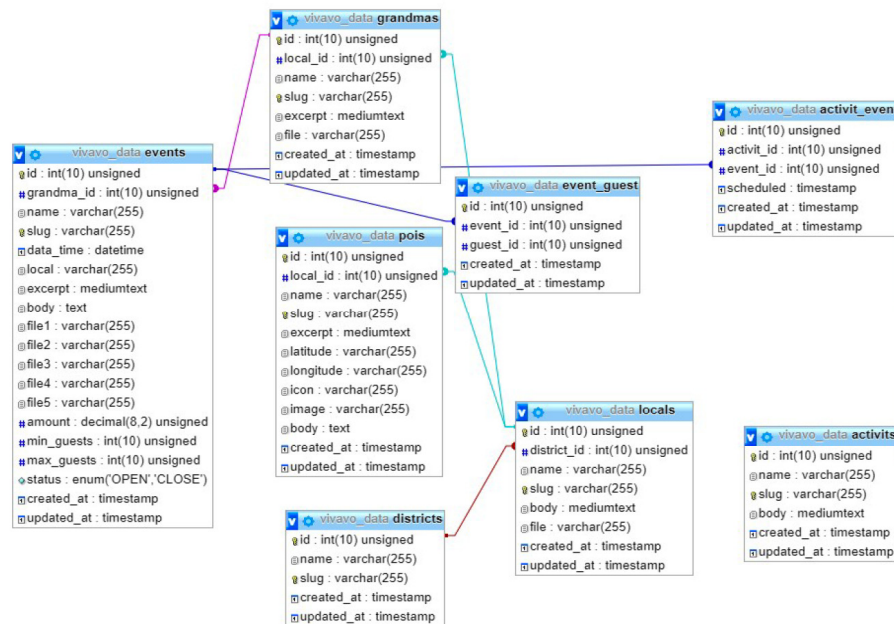 vivavo_data grandmas
id : int(10) unsigned
local_id : int(10) unsigned
name : varchar(255)
slug : varchar(255)
excerpt : mediumtext
file : varchar(255)
created_at : timestamp
updated_at : timestamp
vivavo_data events
id : int(10) unsigned
grandma_id : int(10) unsigned
name : varchar(255)
slug : varchar(255)
data_time : datetime
local : varchar(255)
excerpt : mediumtext
body : text
file1 : varchar(255)
file2 : varchar(255)
file3 : varchar(255)
file4 : varchar(255)
file5 : varchar(255)
amount : decimal(8,2) unsigned
min_guests : int(10) unsigned
max_guests : int(10) unsigned
status : enum('OPEN','CLOSE')
created_at : timestamp
updated_at : timestamp
vivavo_data activit_even
id : int(10) unsigned
activit_id : int(10) unsigned
event_id : int(10) unsigned
scheduled : timestamp
created_at : timestamp
updated_at : timestamp
vivavo_data event_guest
id : int(10) unsigned
event_id : int(10) unsigned
guest_id : int(10) unsigned
created_at : timestamp
updated_at : timestamp
vivavo_data pois
id : int(10) unsigned
local_id : int(10) unsigned
name : varchar(255)
slug : varchar(255)
excerpt : mediumtext
latitude : varchar(255)
longitude : varchar(255)
icon : varchar(255)
image : varchar(255)
body : text
created_at : timestamp
updated_at : timestamp
vivavo_data locals
id : int(10) unsigned
district_id : int(10) unsigned
name : varchar(255)
slug : varchar(255)
body : mediumtext
file : varchar(255)
created_at : timestamp
updated_at : timestamp
vivavo_data activits
id : int(10) unsigned
name : varchar(255)
slug : varchar(255)
body : mediumtext
created_at : timestamp
updated_at : timestamp
vivavo_data districts
id : int(10) unsigned
name : varchar(255)
slug : varchar(255)
created_at : timestamp
updated_at : timestamp